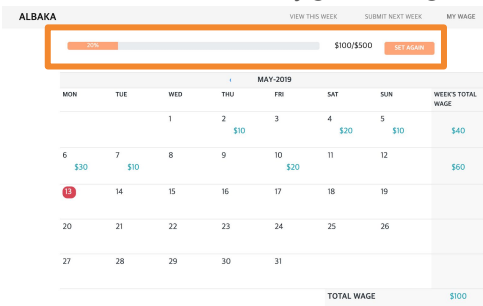 ALBAKA VIEW THIS WEEK SUBMIT NEXT WEEK MY WAGE
20% $100/$500 SET AGAIN
‹ MAY-2019
MON TUE WED THU FRI SAT SUN WEEK'S TOTAL
WAGE
1 2 3 4 5
$10 $20 $10 $40
6 7 8 9 10 11 12
$30 $10 $20 $60
13 14 15 16 17 18 19
20 21 22 23 24 25 26
27 28 29 30 31
TOTAL WAGE $100